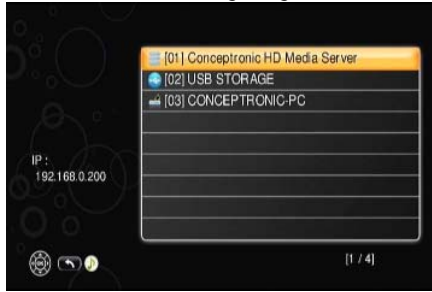 [01] Conceptronic HD Media Server
[02] USB STORAGE
[03] CONCEPTRONIC-PC
IP :
192.168.0.200
[1 / 4]